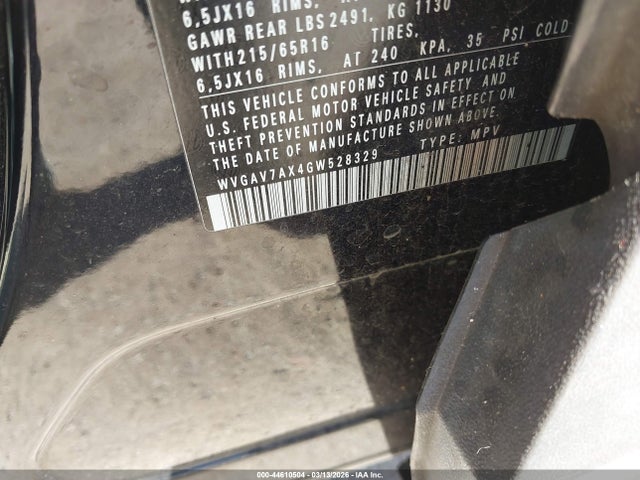 6,5JX16 RIMS,
GAWR REAR LBS 2491, KG 1130
WITH 215/65R16 TIRES,
6,5JX16 RIMS, AT 240 KPA, 35 PSI COLD
THIS VEHICLE CONFORMS TO ALL APPLICABLE
U.S. FEDERAL MOTOR VEHICLE SAFETY AND
THEFT PREVENTION STANDARDS IN EFFECT ON
THE DATE OF MANUFACTURE SHOWN ABOVE.
WVGAV7AX4GW528329 TYPE: MPV
000-44610504 | 03/13/2026 | IAA Inc.